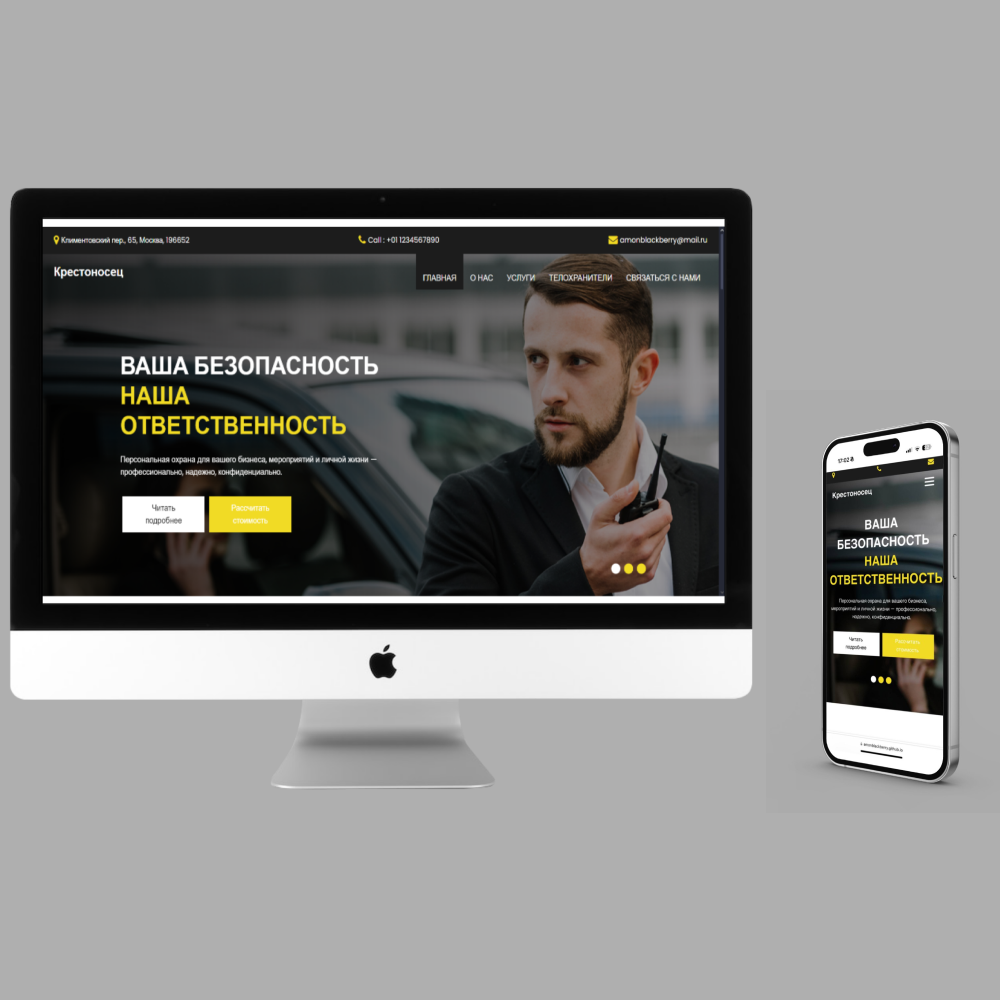 Климентовский пер., 65, Москва, 196652
Call : +01 1234567890
amonblackberry@mail.ru
Крестоносец
ГЛАВНАЯ
О НАС
УСЛУГИ
ТЕЛОХРАНИТЕЛИ
СВЯЗАТЬСЯ С НАМИ
ВАША БЕЗОПАСНОСТЬ
НАША
ОТВЕТСТВЕННОСТЬ
Персональная охрана для вашего бизнеса, мероприятий и личной жизни —
профессионально, надежно, конфиденциально.
Читать
подробнее
Рассчитать
стоимость
17:02
Крестоносец
ВАША
БЕЗОПАСНОСТЬ
НАША
ОТВЕТСТВЕННОСТЬ
Персональная охрана для вашего бизнеса,
мероприятий и личной жизни — профессионально,
надежно, конфиденциально.
Читать
подробнее
Рассчитать
стоимость
amonblackberry.github.io